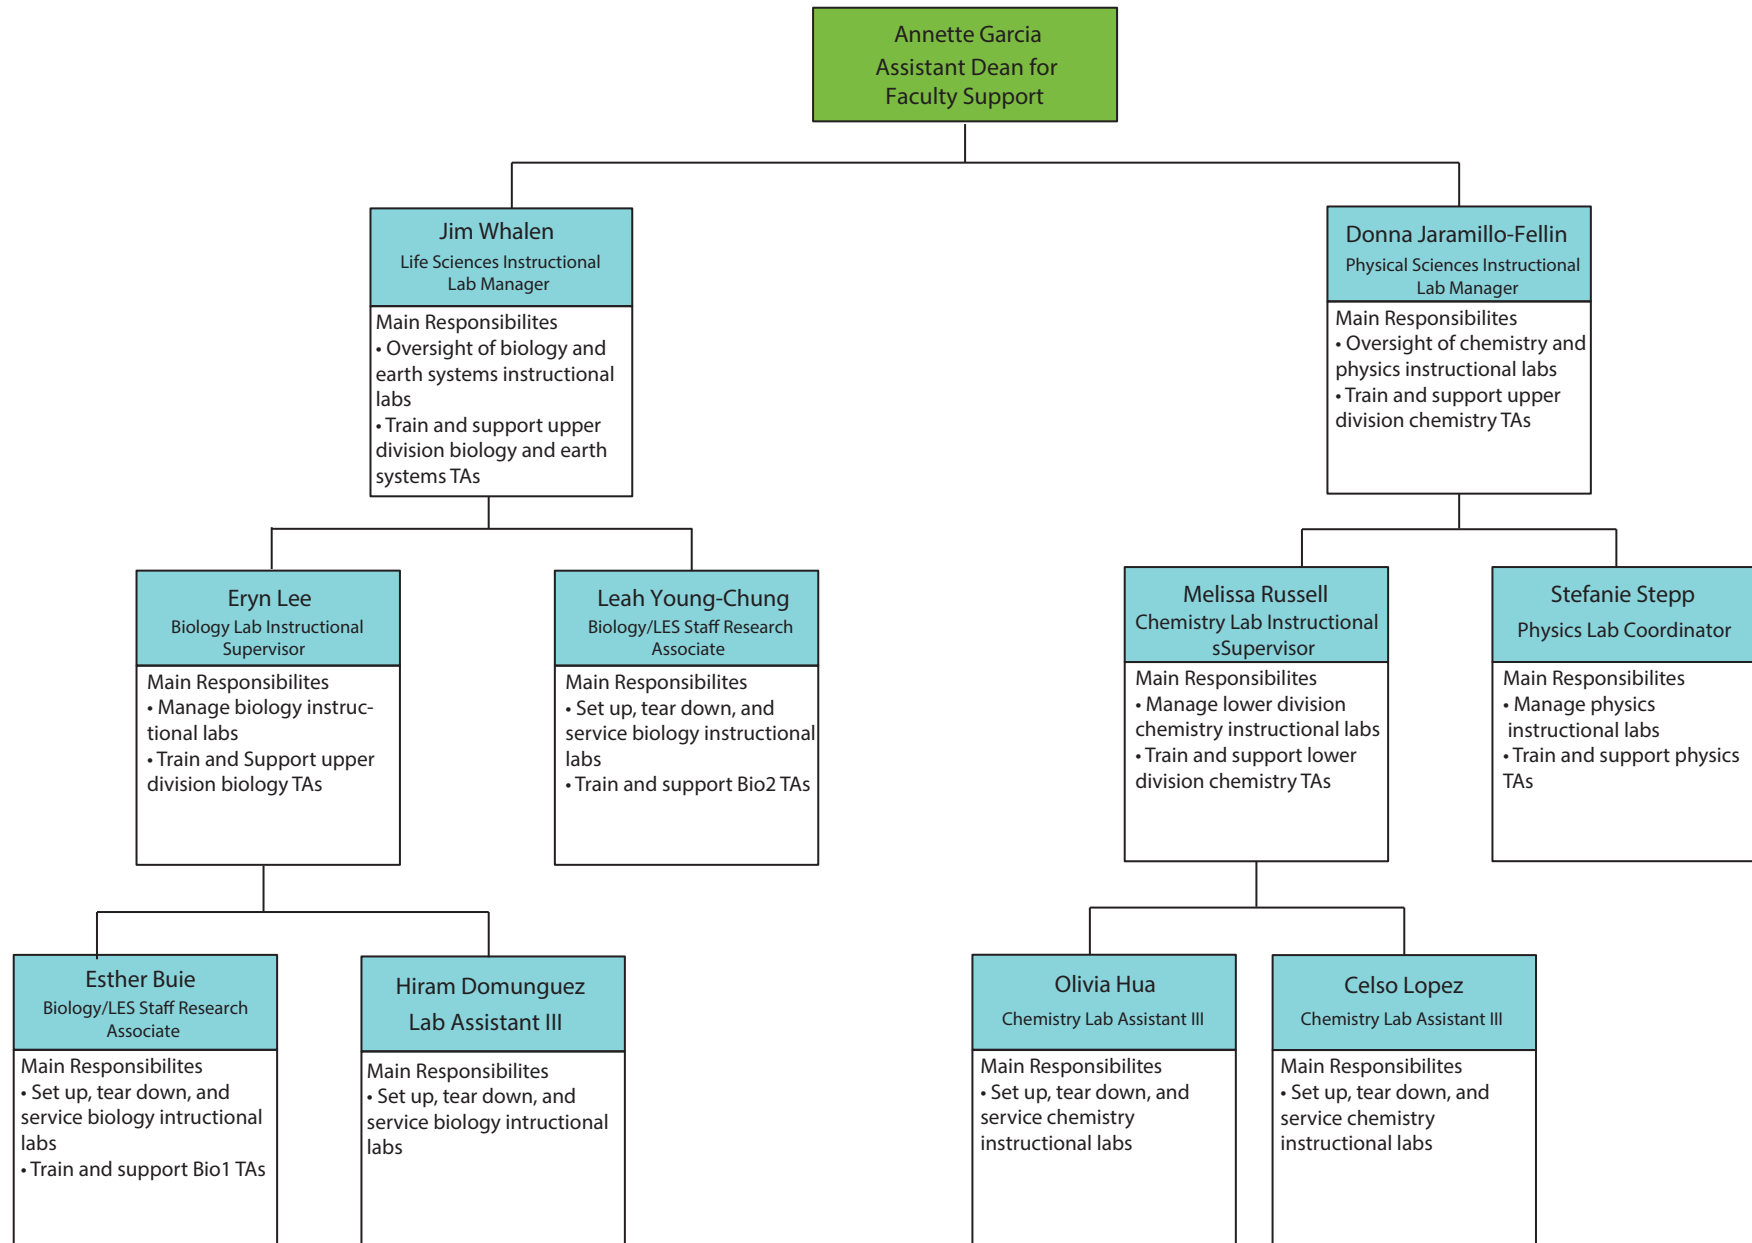 Annette Garcia
Assistant Dean for
Faculty Support
Jim Whalen
Life Sciences Instructional
Lab Manager
Main Responsibilites
• Oversight of biology and
earth systems instructional
labs
• Train and support upper
division biology and earth
systems TAs
Donna Jaramillo-Fellin
Physical Sciences Instructional
Lab Manager
Main Responsibilites
• Oversight of chemistry and
physics instructional labs
• Train and support upper
division chemistry TAs
Eryn Lee
Biology Lab Instructional
Supervisor
Main Responsibilites
• Manage biology instruc-
tional labs
• Train and Support upper
division biology TAs
Leah Young-Chung
Biology/LES Staff Research
Associate
Main Responsibilites
• Set up, tear down, and
service biology instructional
labs
• Train and support Bio2 TAs
Melissa Russell
Chemistry Lab Instructional
sSupervisor
Main Responsibilites
• Manage lower division
chemistry instructional labs
• Train and support lower
division chemistry TAs
Stefanie Stepp
Physics Lab Coordinator
Main Responsibilites
• Manage physics
instructional labs
• Train and support physics
TAs
Esther Buie
Biology/LES Staff Research
Associate
Main Responsibilites
• Set up, tear down, and
service biology intructional
labs
• Train and support Bio1 TAs
Hiram Domunguez
Lab Assistant III
Main Responsibilites
• Set up, tear down, and
service biology intructional
labs
Olivia Hua
Chemistry Lab Assistant III
Main Responsibilites
• Set up, tear down, and
service chemistry
instructional labs
Celso Lopez
Chemistry Lab Assistant III
Main Responsibilites
• Set up, tear down, and
service chemistry
instructional labs